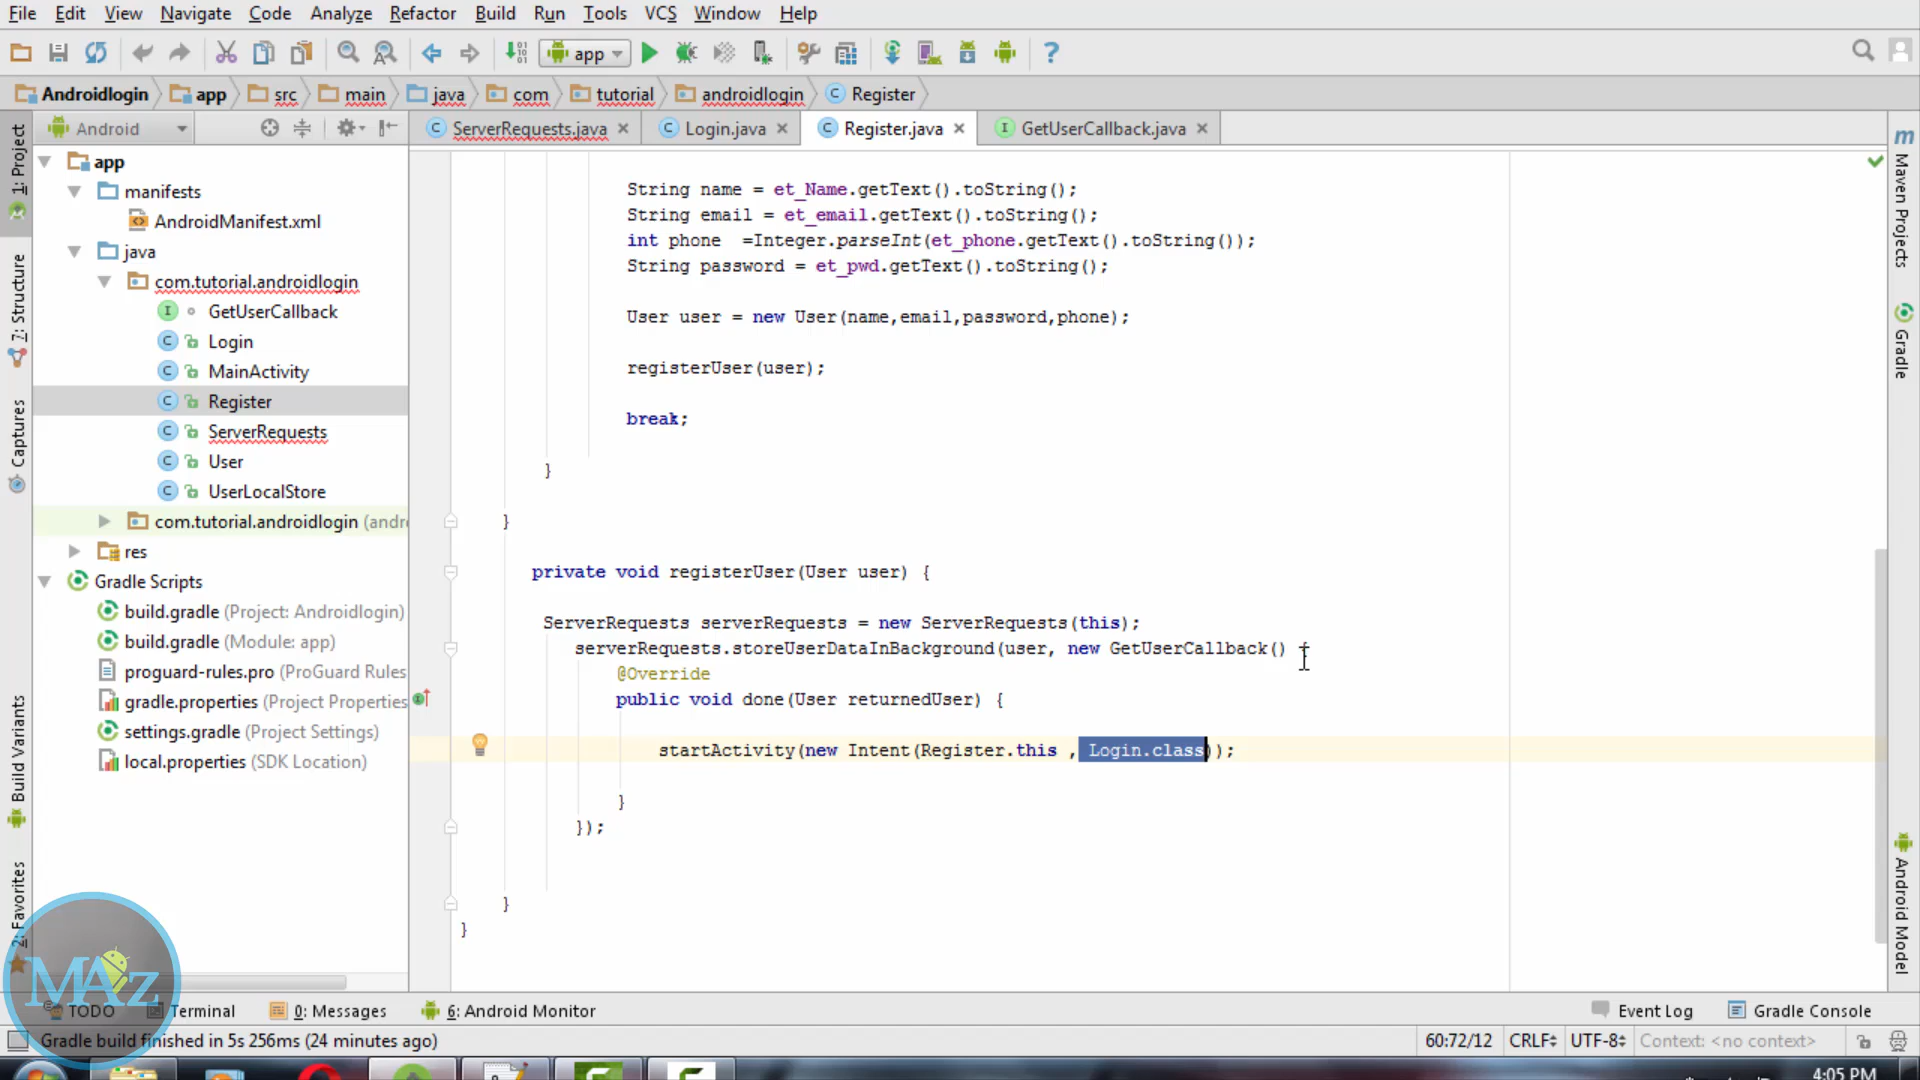 File Edit View Navigate Code Analyze Refactor Build Run Tools VCS Window Help
app
Androidlogin app src main java com tutorial androidlogin Register
Android
ServerRequests.java Login.java Register.java GetUserCallback.java
1: Project
7: Structure
Captures
Build Variants
2: Favorites
app
manifests
AndroidManifest.xml
java
com.tutorial.androidlogin
GetUserCallback
Login
MainActivity
Register
ServerRequests
User
UserLocalStore
com.tutorial.androidlogin (andr
res
Gradle Scripts
build.gradle (Project: Androidlogin)
build.gradle (Module: app)
proguard-rules.pro (ProGuard Rules
gradle.properties (Project Properties
settings.gradle (Project Settings)
local.properties (SDK Location)
String name = et_Name.getText().toString();
String email = et_email.getText().toString();
int phone =Integer.parseInt(et_phone.getText().toString());
String password = et_pwd.getText().toString();
User user = new User(name,email,password,phone);
registerUser(user);
break;
}
}
private void registerUser(User user) {
ServerRequests serverRequests = new ServerRequests(this);
serverRequests.storeUserDataInBackground(user, new GetUserCallback() {
@Override
public void done(User returnedUser) {
startActivity(new Intent(Register.this , Login.class));
}
});
}
}
Maven Projects
Gradle
Android Model
MAz
TODO Terminal 0: Messages 6: Android Monitor Event Log Gradle Console
Gradle build finished in 5s 256ms (24 minutes ago) 60:72/12 CRLF UTF-8 Context: <no context>
4:05 PM